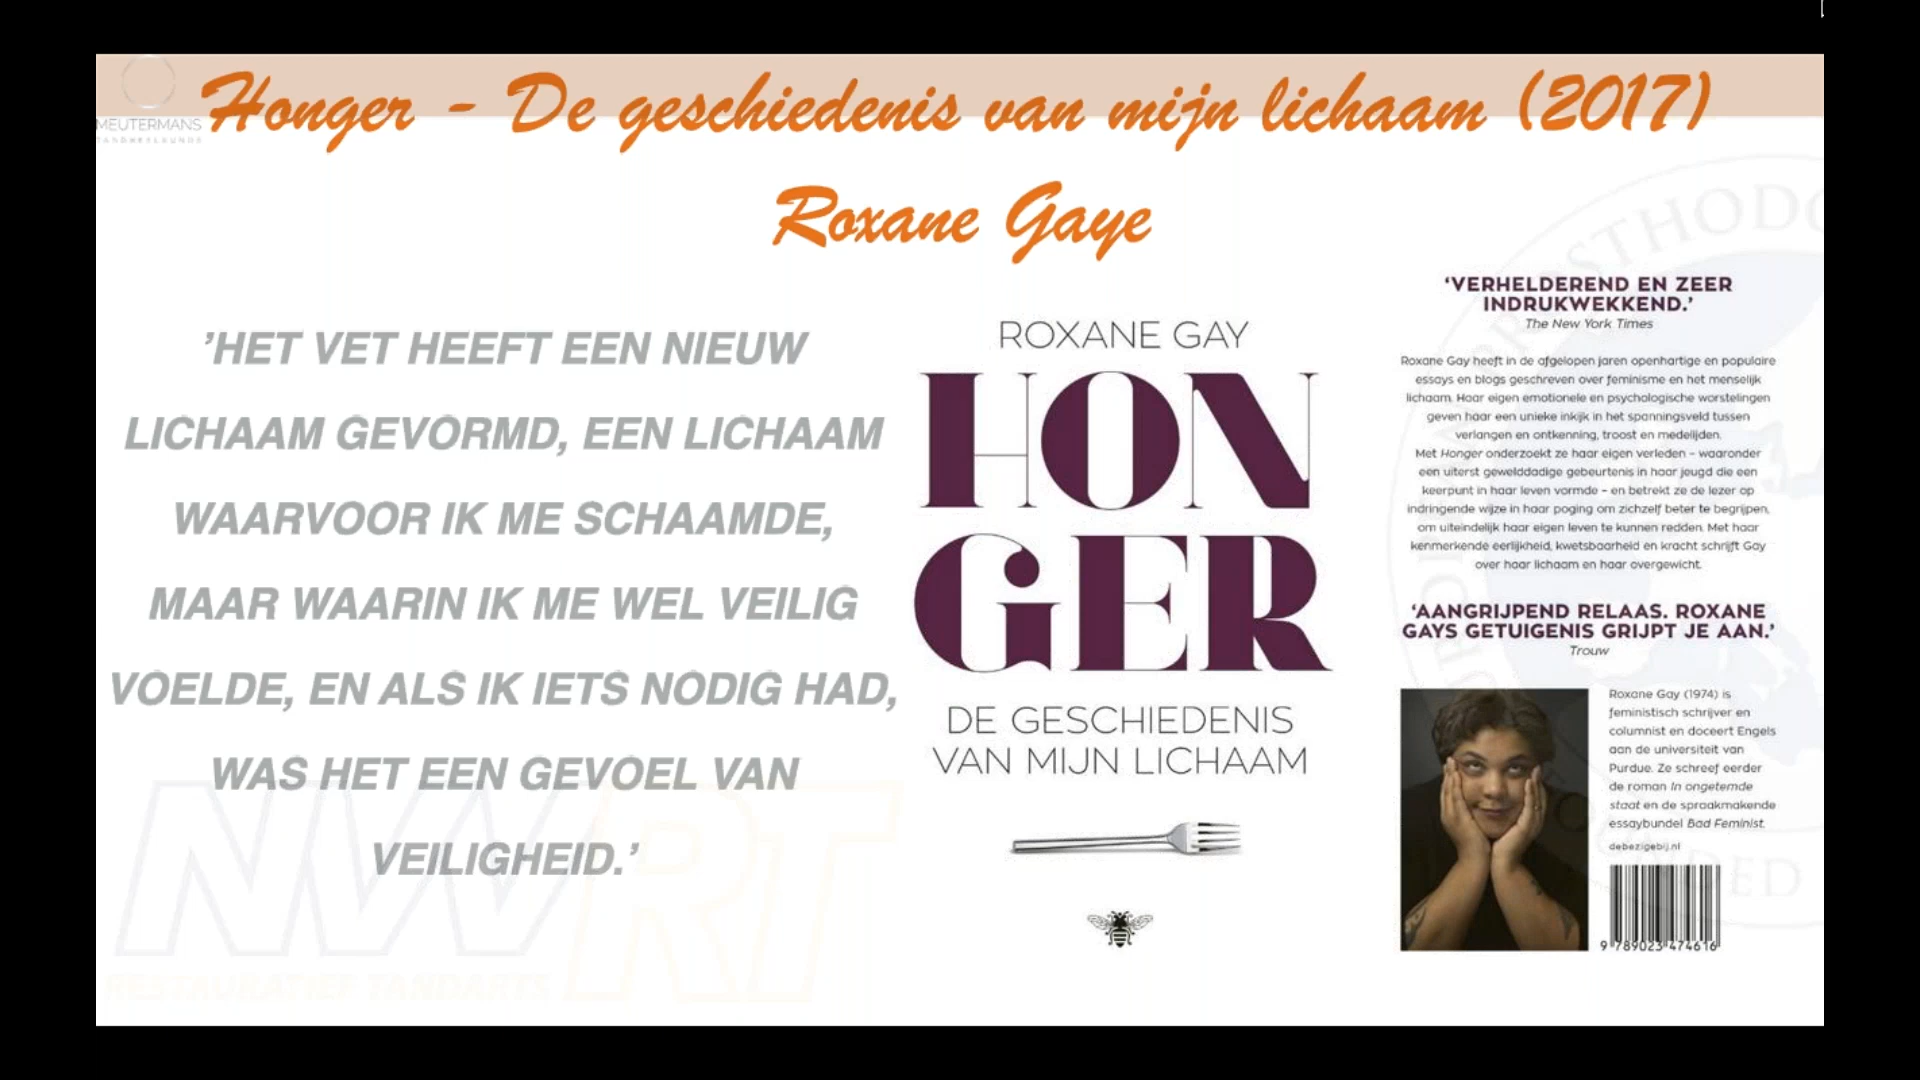 Honger - De geschiedenis van mijn lichaam (2017)
Roxane Gaye
MEUTERMANS
TANDHEELKUNDE
'HET VET HEEFT EEN NIEUW
LICHAAM GEVORMD, EEN LICHAAM
WAARVOOR IK ME SCHAAMDE,
MAAR WAARIN IK ME WEL VEILIG
VOELDE, EN ALS IK IETS NODIG HAD,
WAS HET EEN GEVOEL VAN
VEILIGHEID.'
NWRT
RESTAURATIEF TANDARTS
ROXANE GAY
HON
GER
DE GESCHIEDENIS
VAN MIJN LICHAAM
'VERHELDEREND EN ZEER
INDRUKWEKKEND.'
The New York Times
Roxane Gay heeft in de afgelopen jaren openhartige en populaire
essays en blogs geschreven over feminisme en het menselijk
lichaam. Haar eigen emotionele en psychologische worstelingen
geven haar een unieke inkijk in het spanningsveld tussen
verlangen en ontkenning, troost en medelijden.
Met Honger onderzoekt ze haar eigen verleden – waaronder
een uiterst gewelddadige gebeurtenis in haar jeugd die een
keerpunt in haar leven vormde – en betrekt ze de lezer op
indringende wijze in haar poging om zichzelf beter te begrijpen,
om uiteindelijk haar eigen leven te kunnen redden. Met haar
kenmerkende eerlijkheid, kwetsbaarheid en kracht schrijft Gay
over haar lichaam en haar overgewicht.
'AANGRIJPEND RELAAS. ROXANE
GAYS GETUIGENIS GRIJPT JE AAN.'
Trouw
Roxane Gay (1974) is
feministisch schrijver en
columnist en doceert Engels
aan de universiteit van
Purdue. Ze schreef eerder
de roman In ongetemde
staat en de spraakmakende
essaybundel Bad Feminist.
debezigebij.nl
9 789023 474616